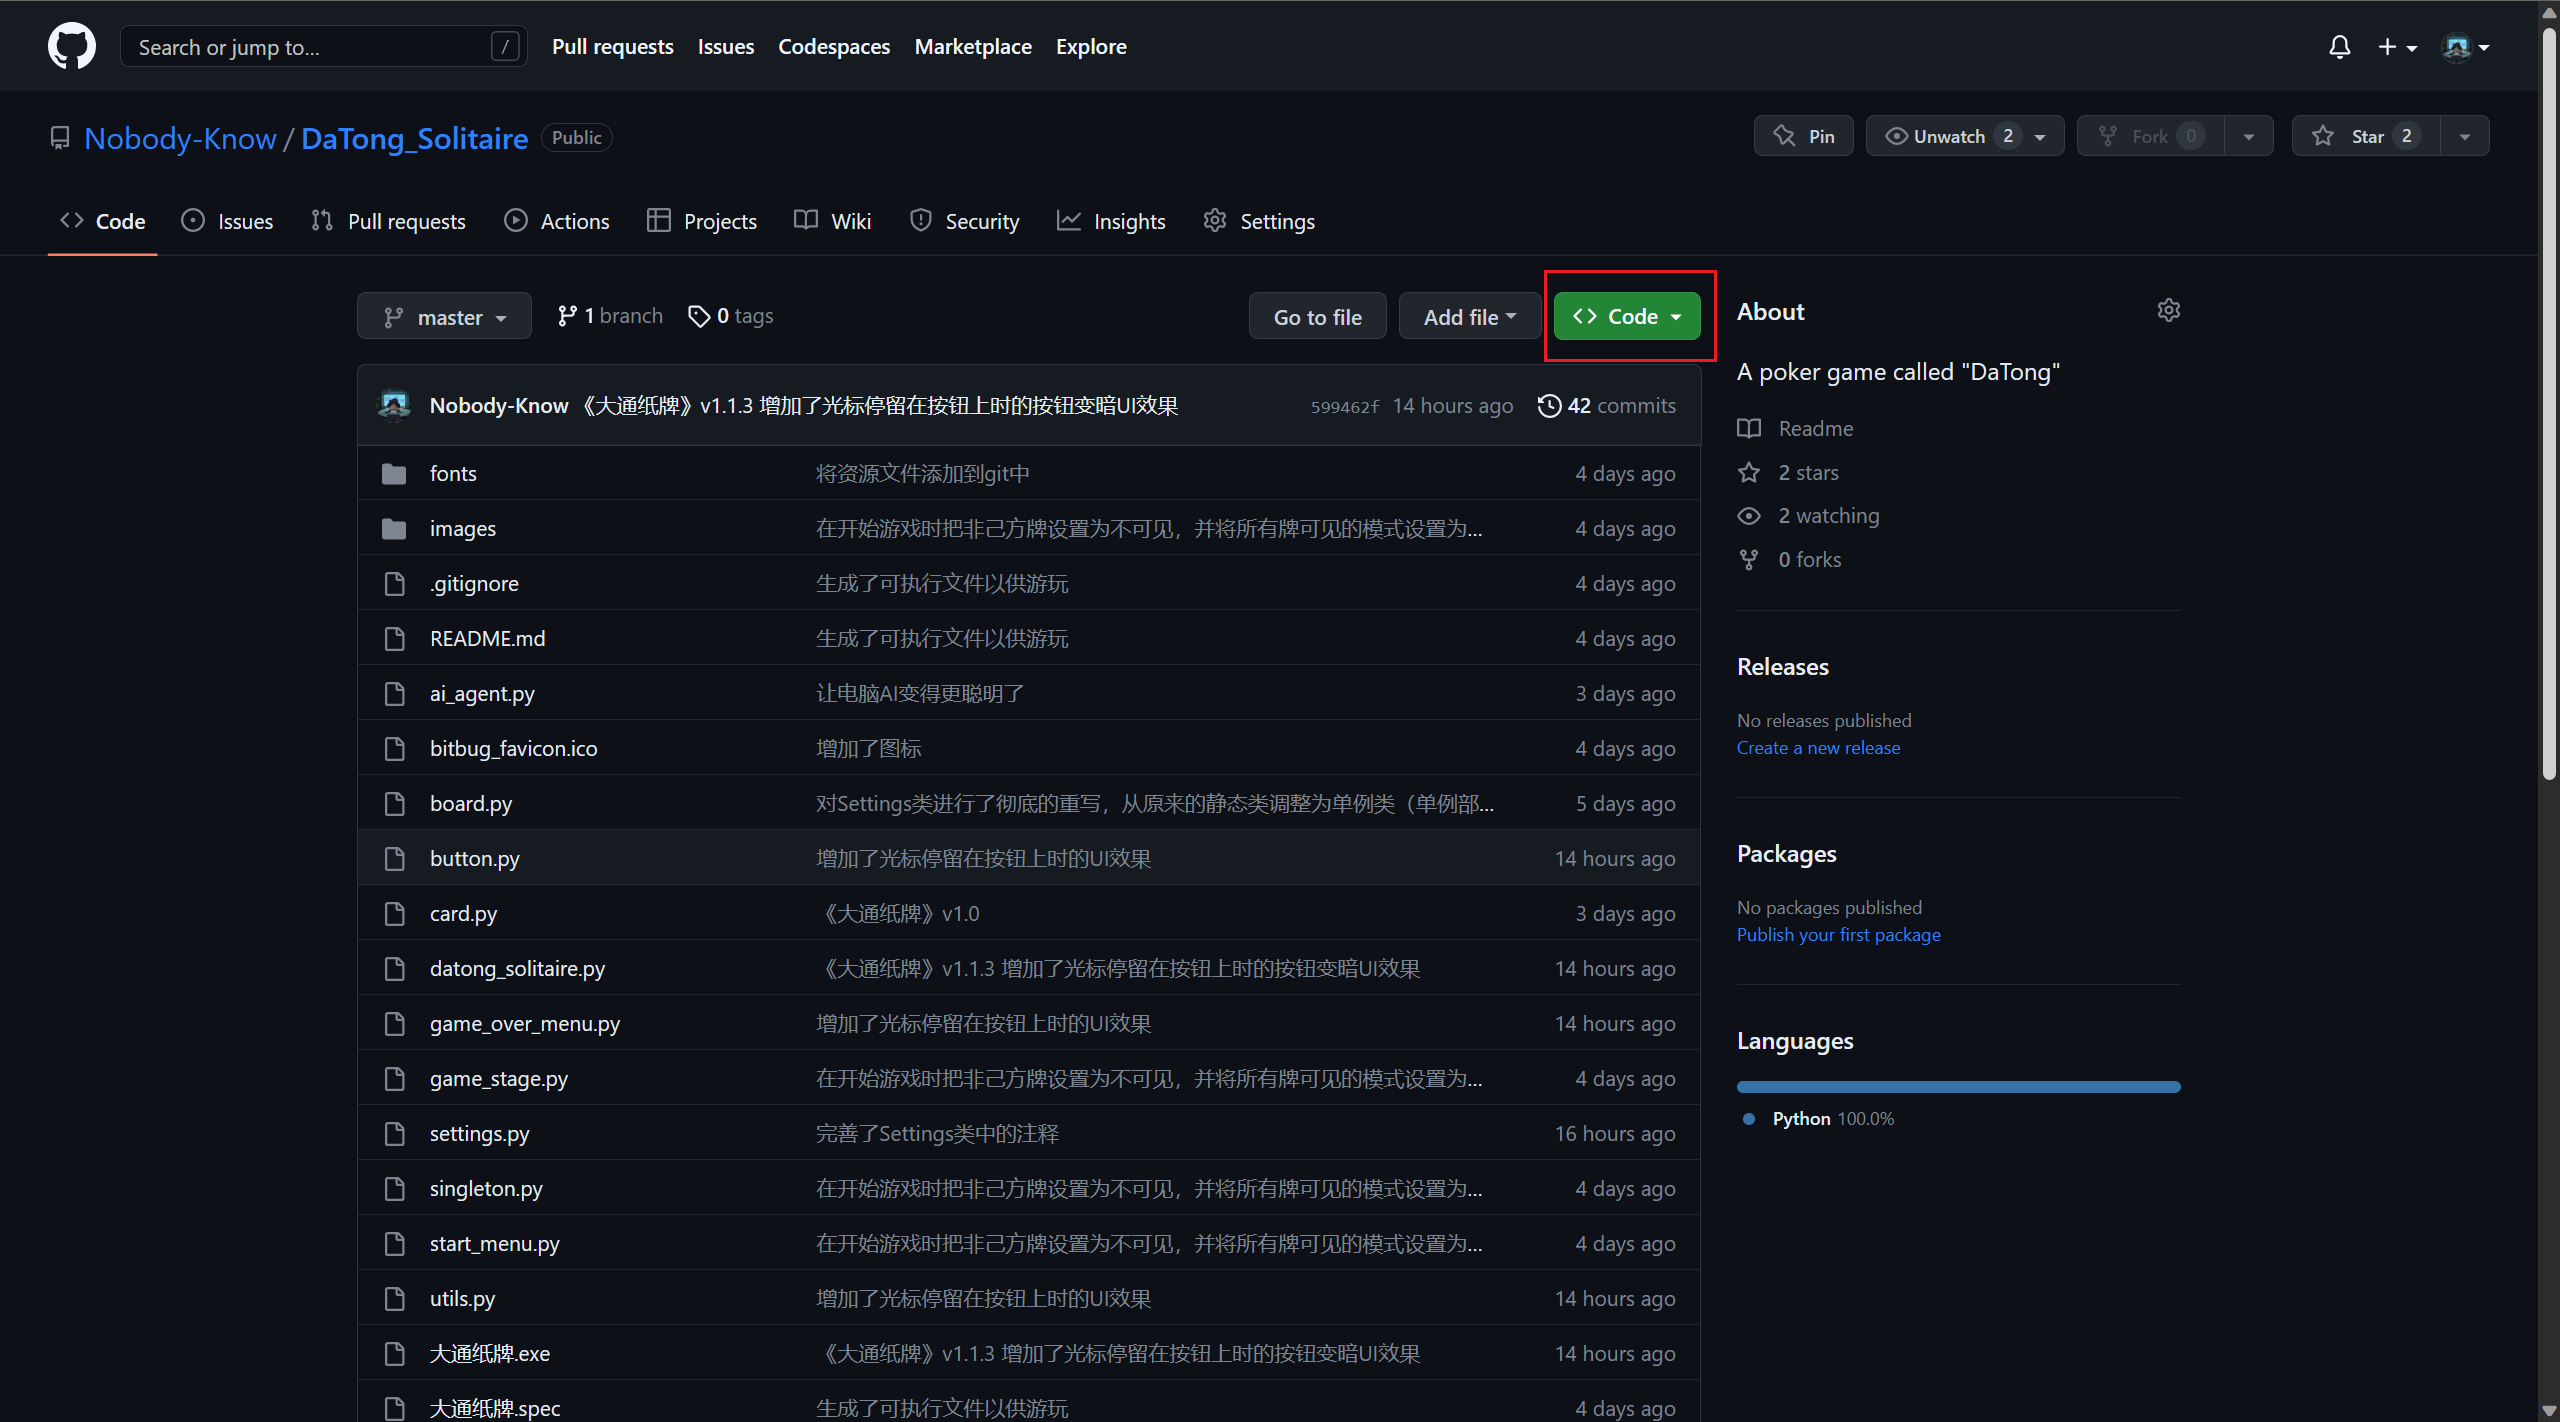 Search or jump to... /
Pull requests Issues Codespaces Marketplace Explore
Nobody-Know / DaTong_Solitaire Public
Pin Unwatch 2 Fork 0 Star 2
Code Issues Pull requests Actions Projects Wiki Security Insights Settings
master 1 branch 0 tags Go to file Add file Code
Nobody-Know 《大通纸牌》v1.1.3 增加了光标停留在按钮上时的按钮变暗UI效果 599462f 14 hours ago 42 commits
fonts 将资源文件添加到git中 4 days ago
images 在开始游戏时把非己方牌设置为不可见，并将所有牌可见的模式设置为... 4 days ago
.gitignore 生成了可执行文件以供游玩 4 days ago
README.md 生成了可执行文件以供游玩 4 days ago
ai_agent.py 让电脑AI变得更聪明了 3 days ago
bitbug_favicon.ico 增加了图标 4 days ago
board.py 对Settings类进行了彻底的重写，从原来的静态类调整为单例类（单例部... 5 days ago
button.py 增加了光标停留在按钮上时的UI效果 14 hours ago
card.py 《大通纸牌》v1.0 3 days ago
datong_solitaire.py 《大通纸牌》v1.1.3 增加了光标停留在按钮上时的按钮变暗UI效果 14 hours ago
game_over_menu.py 增加了光标停留在按钮上时的UI效果 14 hours ago
game_stage.py 在开始游戏时把非己方牌设置为不可见，并将所有牌可见的模式设置为... 4 days ago
settings.py 完善了Settings类中的注释 16 hours ago
singleton.py 在开始游戏时把非己方牌设置为不可见，并将所有牌可见的模式设置为... 4 days ago
start_menu.py 在开始游戏时把非己方牌设置为不可见，并将所有牌可见的模式设置为... 4 days ago
utils.py 增加了光标停留在按钮上时的UI效果 14 hours ago
大通纸牌.exe 《大通纸牌》v1.1.3 增加了光标停留在按钮上时的按钮变暗UI效果 14 hours ago
大通纸牌.spec 生成了可执行文件以供游玩 4 days ago
About
A poker game called "DaTong"
Readme
2 stars
2 watching
0 forks
Releases
No releases published
Create a new release
Packages
No packages published
Publish your first package
Languages
Python 100.0%